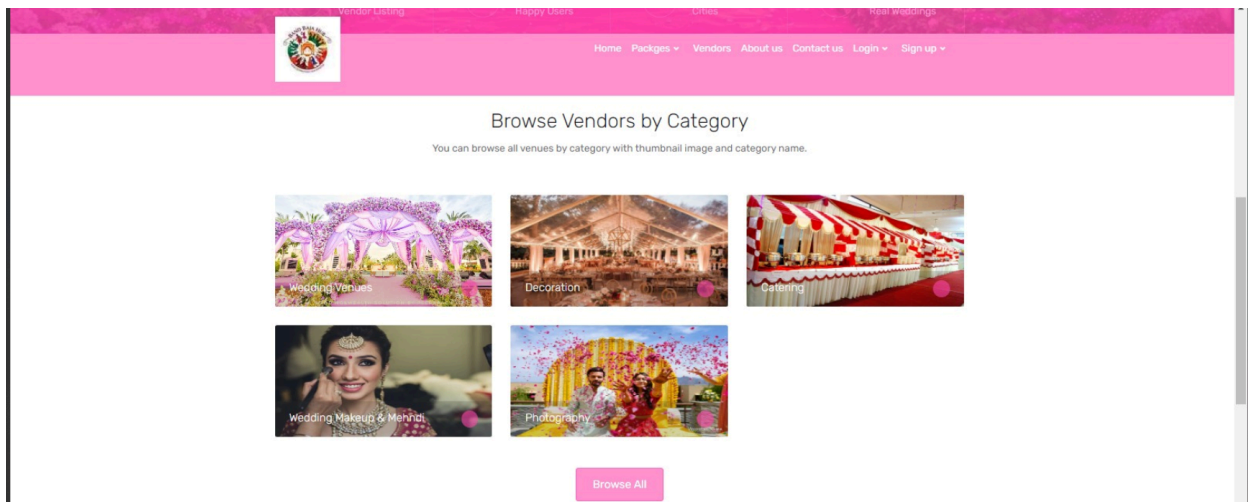 Vendor Listing Happy Users Cities Real Weddings
Home Packges Vendors About us Contact us Login Sign up
Browse Vendors by Category
You can browse all venues by category with thumbnail image and category name.
Wedding Venues
Decoration
Catering
Wedding Makeup & Mehndi
Photography
Browse All